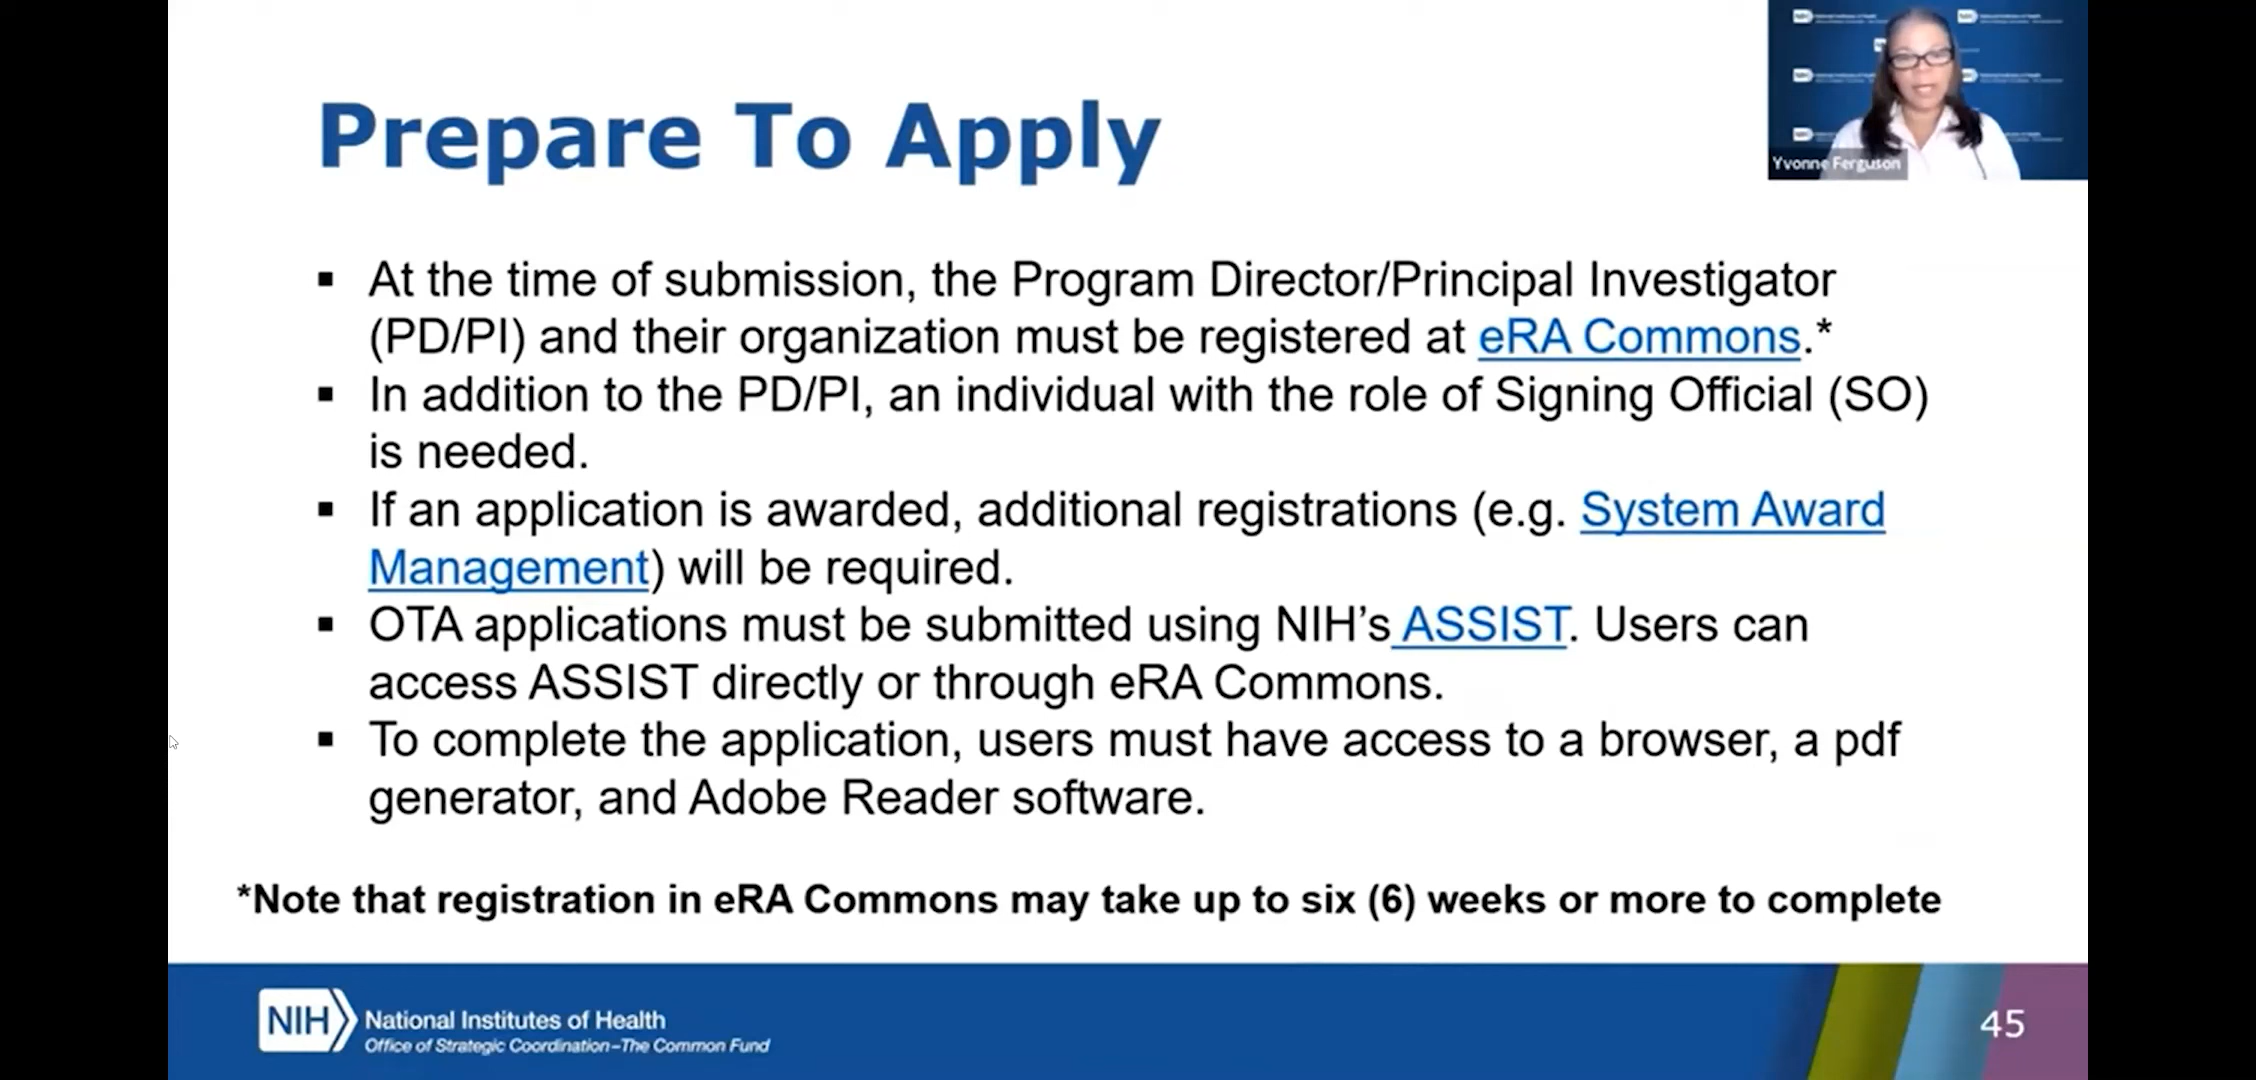 Prepare To Apply
Yvonne Ferguson
▪ At the time of submission, the Program Director/Principal Investigator
(PD/PI) and their organization must be registered at eRA Commons.*
▪ In addition to the PD/PI, an individual with the role of Signing Official (SO)
is needed.
▪ If an application is awarded, additional registrations (e.g. System Award
Management) will be required.
▪ OTA applications must be submitted using NIH’s ASSIST. Users can
access ASSIST directly or through eRA Commons.
▪ To complete the application, users must have access to a browser, a pdf
generator, and Adobe Reader software.
*Note that registration in eRA Commons may take up to six (6) weeks or more to complete
NIH National Institutes of Health
Office of Strategic Coordination–The Common Fund
45